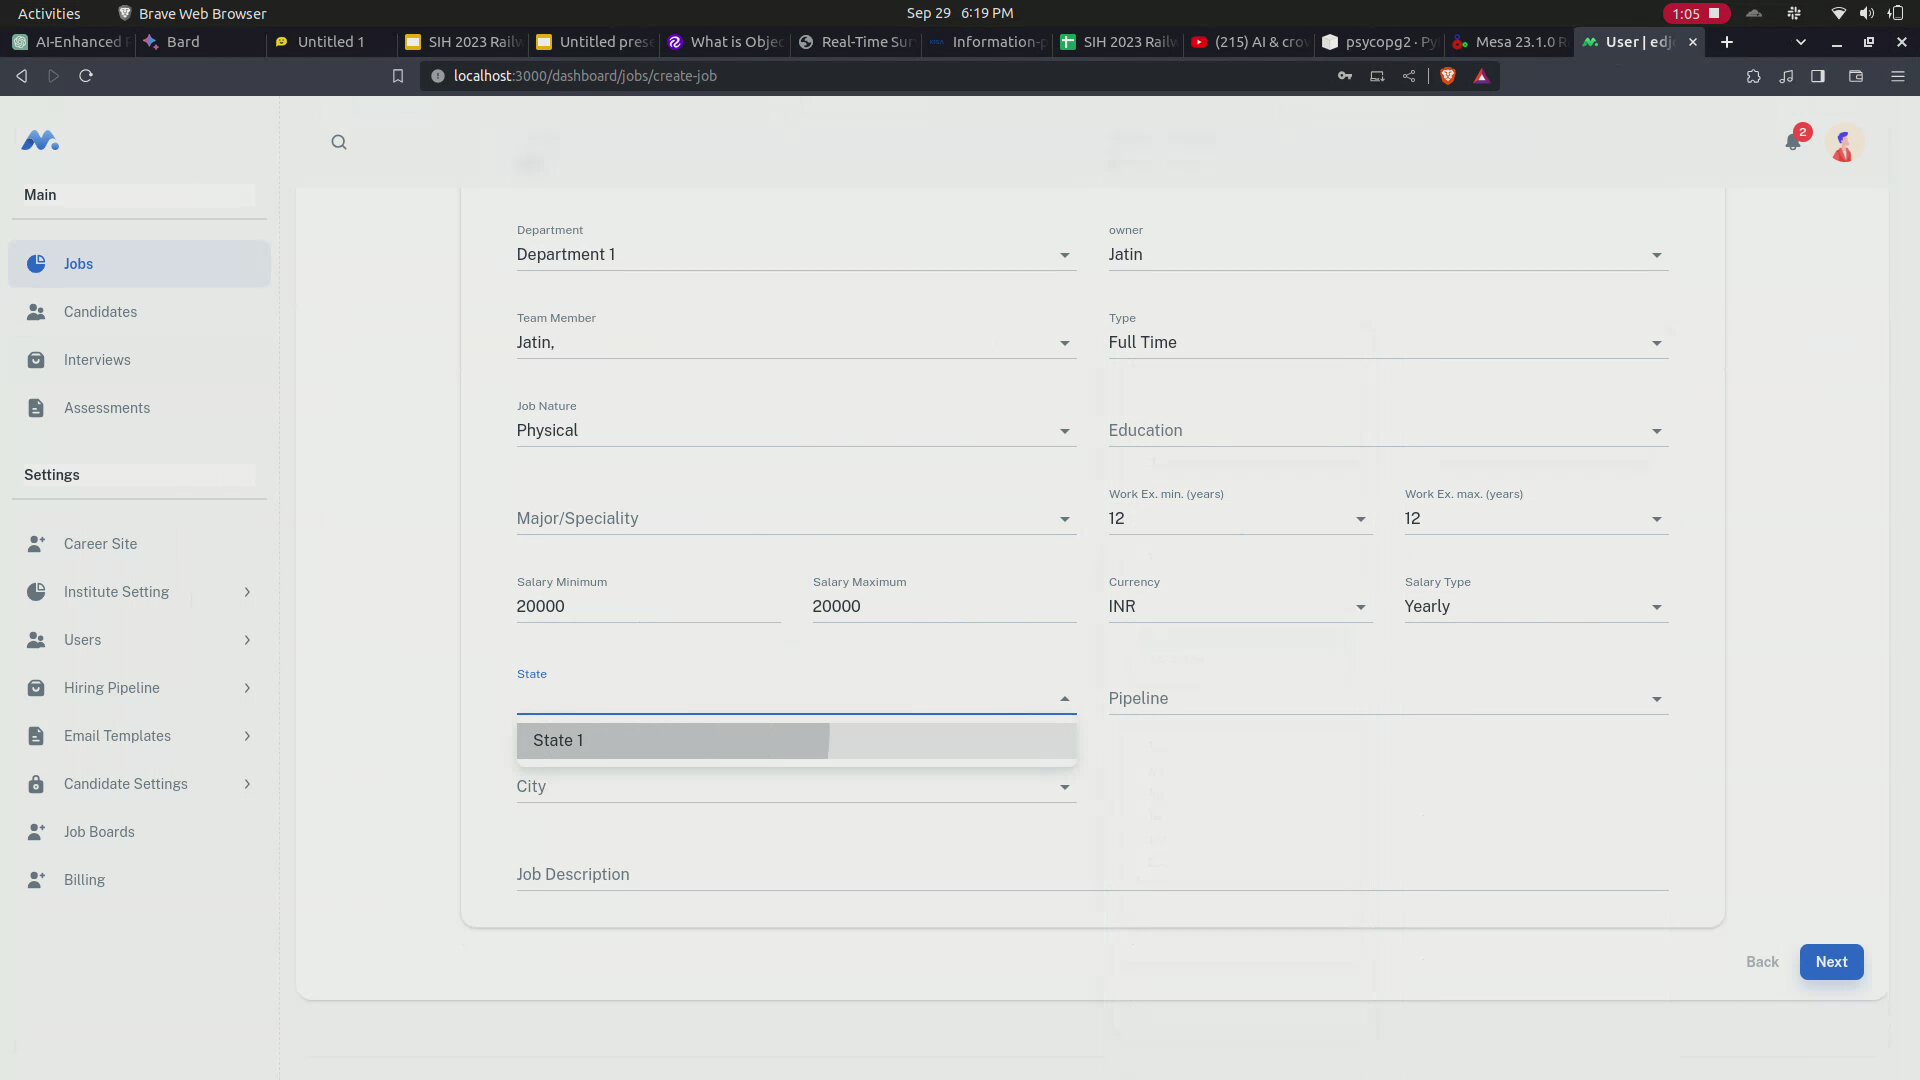 Activities
Brave Web Browser
Sep 29 6:19 PM
1:05
AI-Enhanced
Bard
Untitled 1
SIH 2023 Railw
Untitled prese
What is Objec
Real-Time Sur
Information-p
SIH 2023 Railw
(215) AI & crow
psycopg2 · Py
Mesa 23.1.0 R
User | edj
localhost:3000/dashboard/jobs/create-job
2
Main
Jobs
Candidates
Interviews
Assessments
Settings
Career Site
Institute Setting
Users
Hiring Pipeline
Email Templates
Candidate Settings
Job Boards
Billing
Department
Department 1
owner
Jatin
Team Member
Jatin,
Type
Full Time
Job Nature
Physical
Education
Major/Speciality
Work Ex. min. (years)
12
Work Ex. max. (years)
12
Salary Minimum
20000
Salary Maximum
20000
Currency
INR
Salary Type
Yearly
State
State 1
Pipeline
City
Job Description
Back
Next